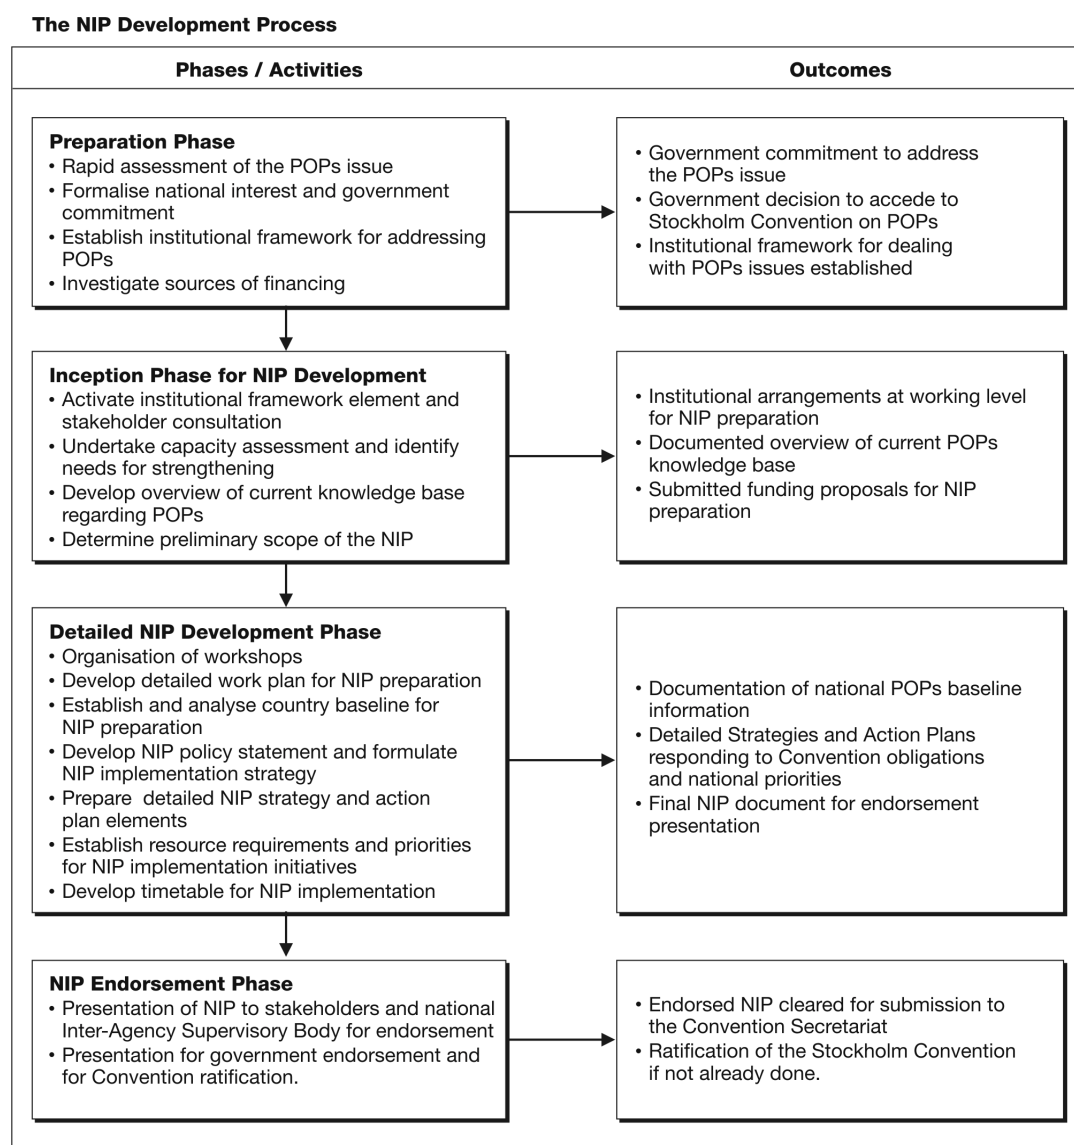 The NIP Development Process
Phases / Activities
Outcomes
Preparation Phase
• Rapid assessment of the POPs issue
• Formalise national interest and government
commitment
• Establish institutional framework for addressing
POPs
• Investigate sources of financing
• Government commitment to address
the POPs issue
• Government decision to accede to
Stockholm Convention on POPs
• Institutional framework for dealing
with POPs issues established
Inception Phase for NIP Development
• Activate institutional framework element and
stakeholder consultation
• Undertake capacity assessment and identify
needs for strengthening
• Develop overview of current knowledge base
regarding POPs
• Determine preliminary scope of the NIP
• Institutional arrangements at working level
for NIP preparation
• Documented overview of current POPs
knowledge base
• Submitted funding proposals for NIP
preparation
Detailed NIP Development Phase
• Organisation of workshops
• Develop detailed work plan for NIP preparation
• Establish and analyse country baseline for
NIP preparation
• Develop NIP policy statement and formulate
NIP implementation strategy
• Prepare  detailed NIP strategy and action
plan elements
• Establish resource requirements and priorities
for NIP implementation initiatives
• Develop timetable for NIP implementation
• Documentation of national POPs baseline
information
• Detailed Strategies and Action Plans
responding to Convention obligations
and national priorities
• Final NIP document for endorsement
presentation
NIP Endorsement Phase
• Presentation of NIP to stakeholders and national
Inter-Agency Supervisory Body for endorsement
• Presentation for government endorsement and
for Convention ratification.
• Endorsed NIP cleared for submission to
the Convention Secretariat
• Ratification of the Stockholm Convention
if not already done.